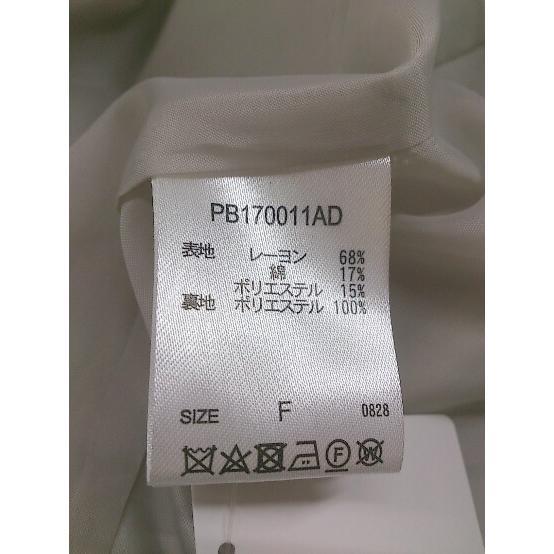 PB170011AD
表地 レーヨン 68%
綿 17%
ポリエステル 15%
裏地 ポリエステル 100%
SIZE F 0828
F W